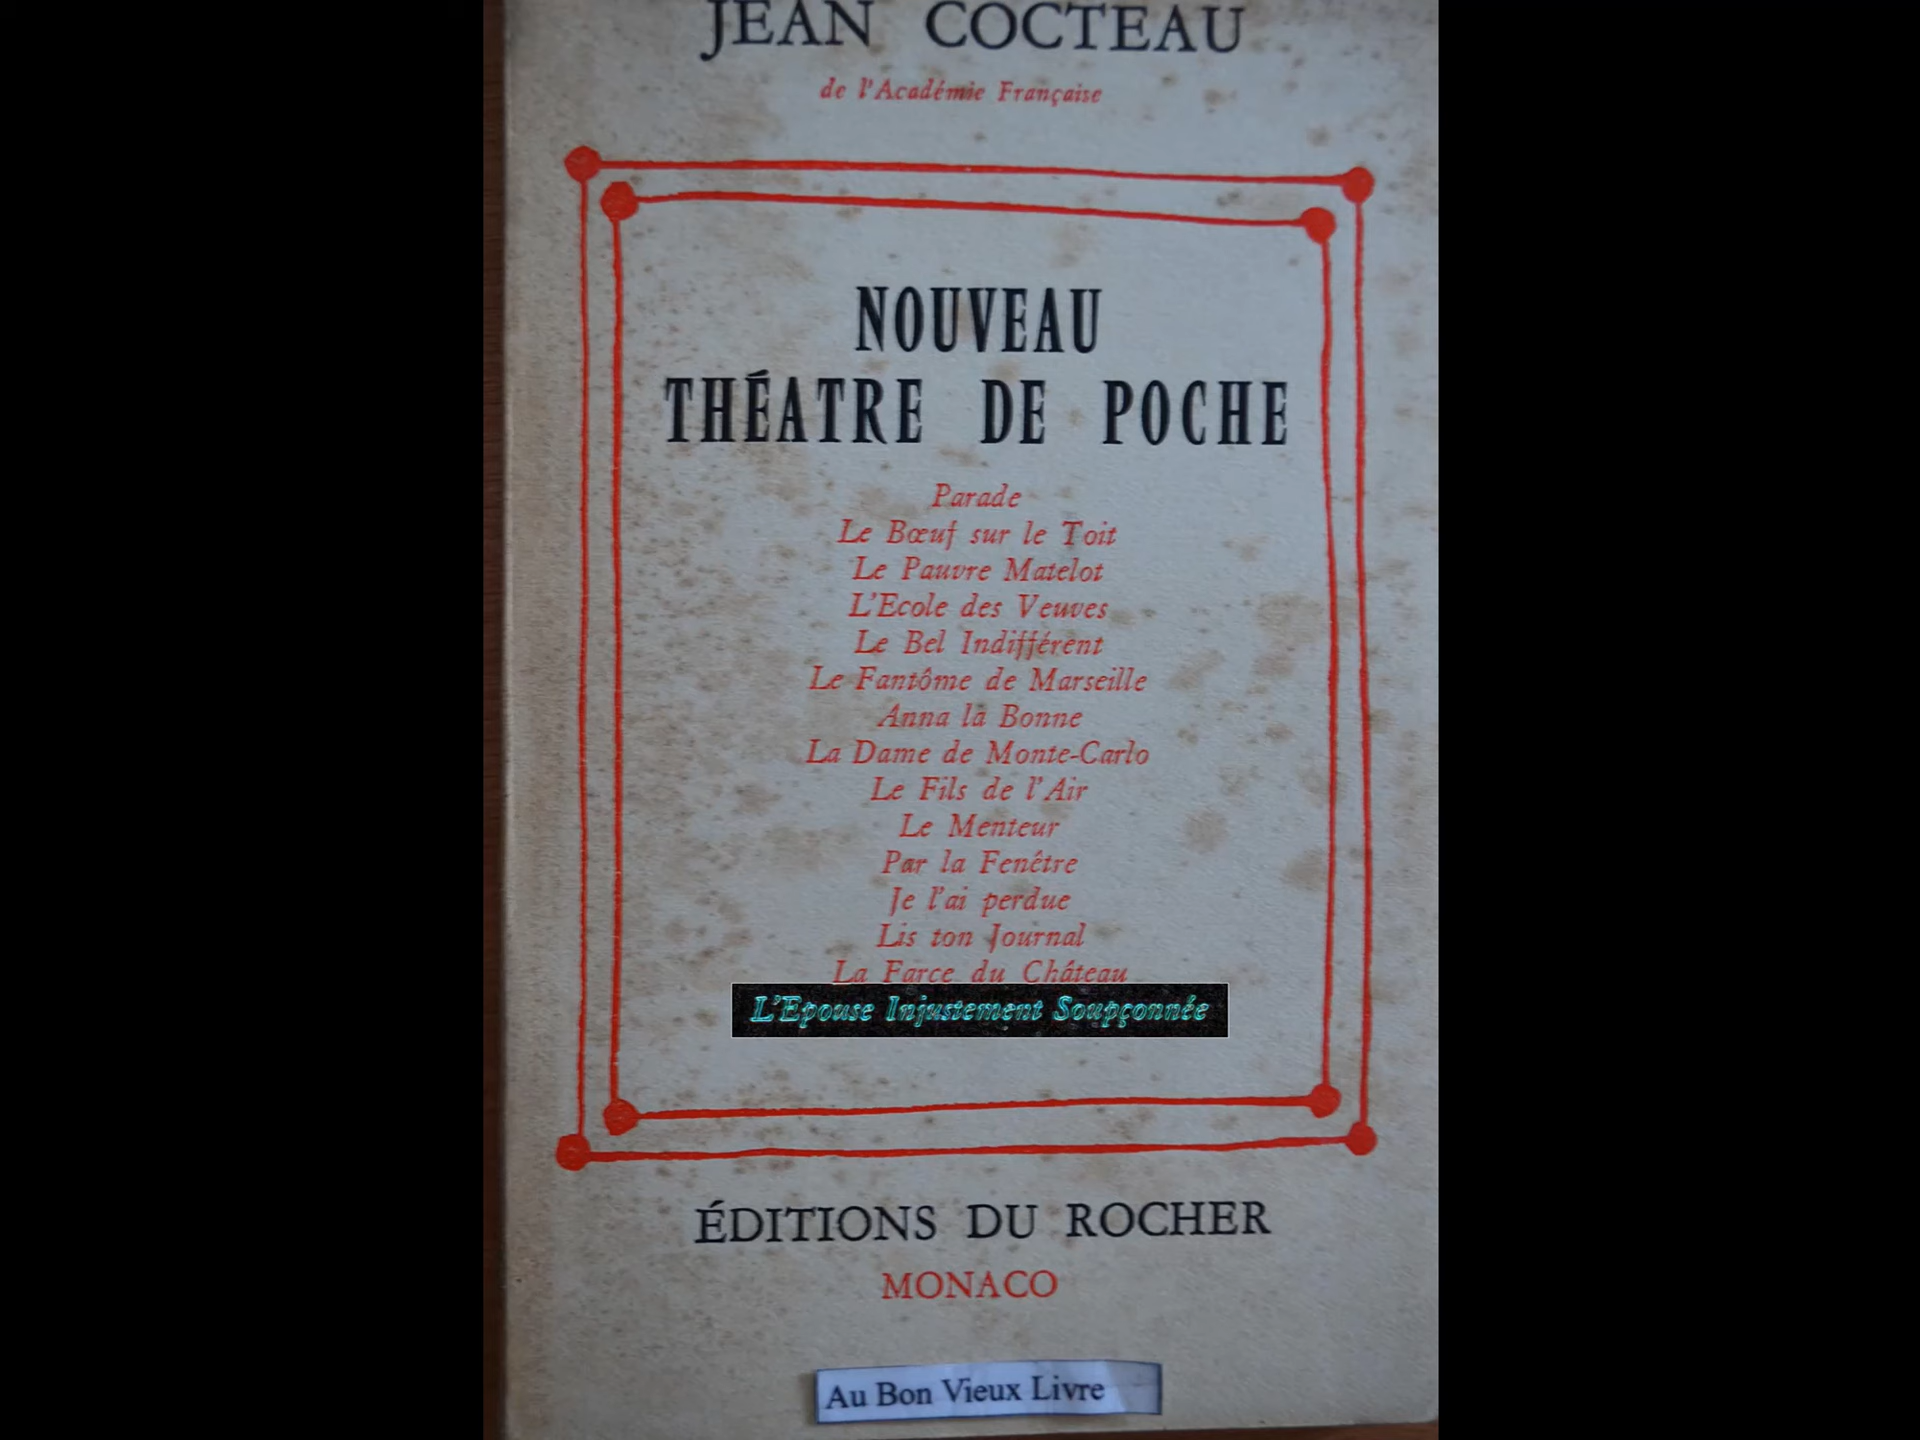 JEAN COCTEAU
de l'Académie Française
NOUVEAU
THÉATRE DE POCHE
Parade
Le Bœuf sur le Toit
Le Pauvre Matelot
L'Ecole des Veuves
Le Bel Indifférent
Le Fantôme de Marseille
Anna la Bonne
La Dame de Monte-Carlo
Le Fils de l'Air
Le Menteur
Par la Fenêtre
Je l'ai perdue
Lis ton Journal
La Farce du Château
L'Epouse Injustement Soupçonnée
ÉDITIONS DU ROCHER
MONACO
Au Bon Vieux Livre